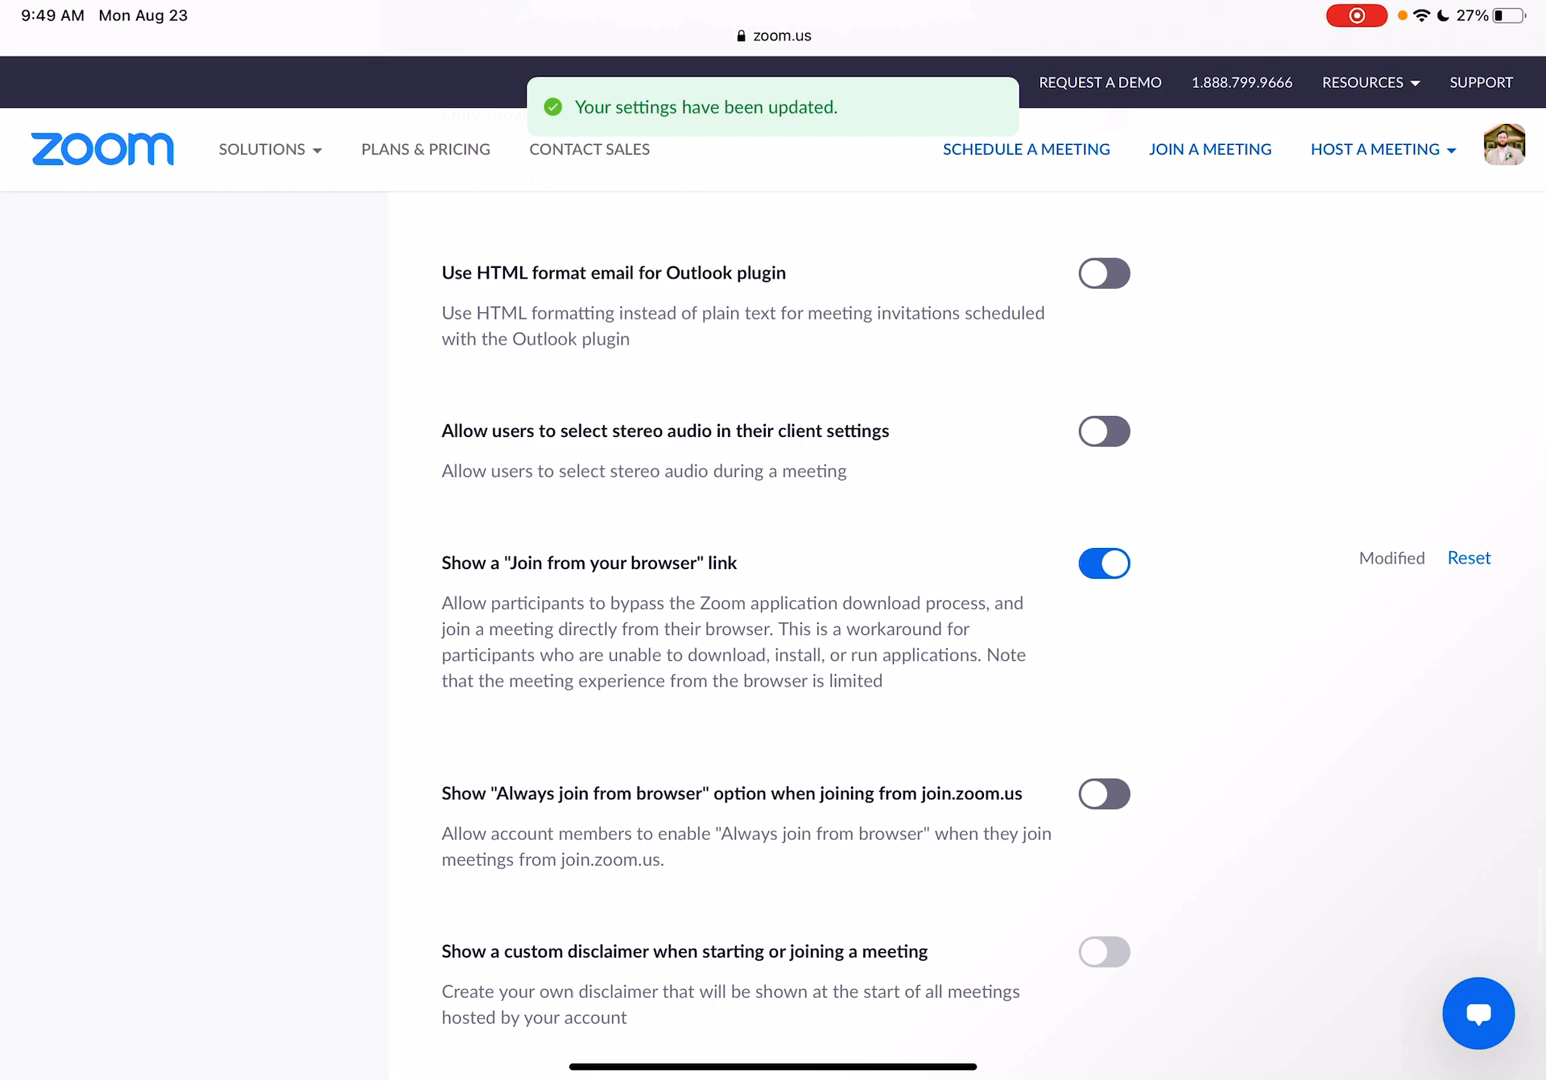 9:49 AM Mon Aug 23
27%
zoom.us
REQUEST A DEMO 1.888.799.9666 RESOURCES SUPPORT
Your settings have been updated.
zoom SOLUTIONS PLANS & PRICING CONTACT SALES SCHEDULE A MEETING JOIN A MEETING HOST A MEETING
Use HTML format email for Outlook plugin
Use HTML formatting instead of plain text for meeting invitations scheduled
with the Outlook plugin
Allow users to select stereo audio in their client settings
Allow users to select stereo audio during a meeting
Show a "Join from your browser" link
Modified Reset
Allow participants to bypass the Zoom application download process, and
join a meeting directly from their browser. This is a workaround for
participants who are unable to download, install, or run applications. Note
that the meeting experience from the browser is limited
Show "Always join from browser" option when joining from join.zoom.us
Allow account members to enable "Always join from browser" when they join
meetings from join.zoom.us.
Show a custom disclaimer when starting or joining a meeting
Create your own disclaimer that will be shown at the start of all meetings
hosted by your account